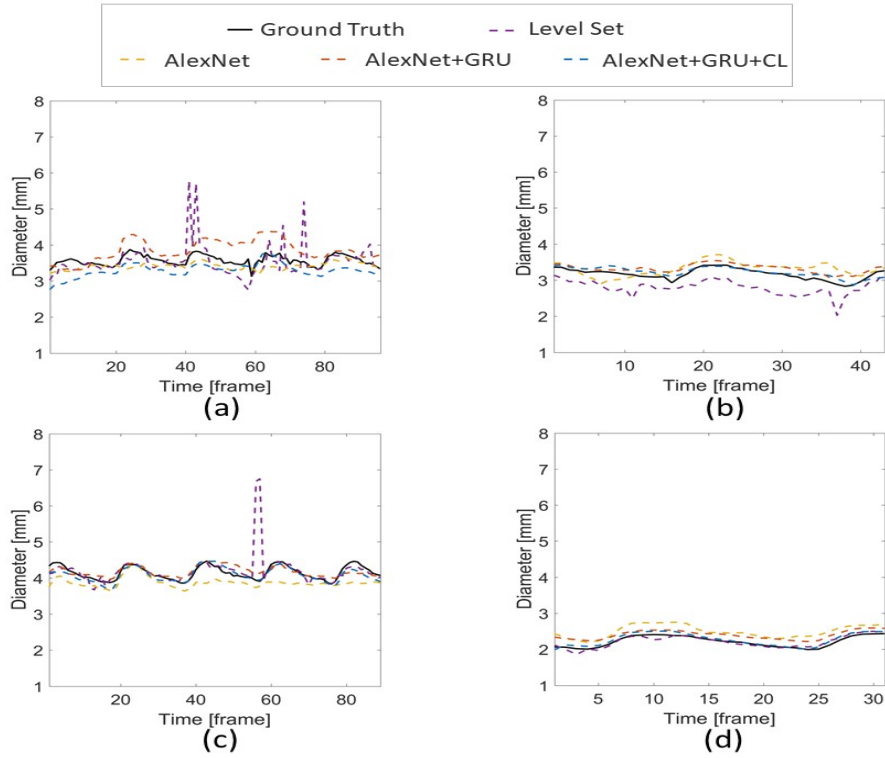 Ground Truth Level Set
AlexNet AlexNet+GRU AlexNet+GRU+CL
8
7
6
5
4
3
2
1
Diameter [mm]
20 40 60 80
Time [frame]
(a)
8
7
6
5
4
3
2
1
Diameter [mm]
10 20 30 40
Time [frame]
(b)
8
7
6
5
4
3
2
1
Diameter [mm]
20 40 60 80
Time [frame]
(c)
8
7
6
5
4
3
2
1
Diameter [mm]
5 10 15 20 25 30
Time [frame]
(d)